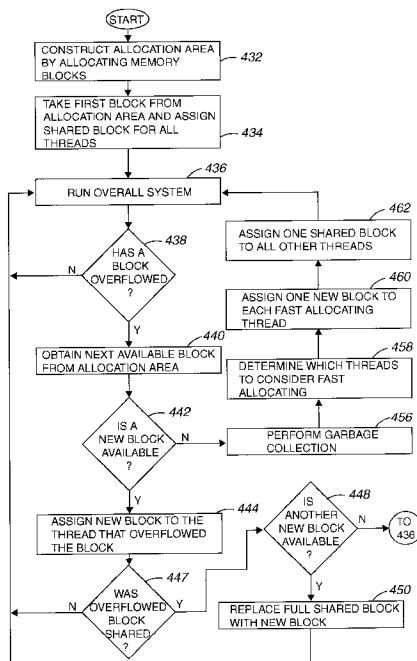 START
CONSTRUCT ALLOCATION AREA
BY ALLOCATING MEMORY
BLOCKS
432
TAKE FIRST BLOCK FROM
ALLOCATION AREA AND ASSIGN
SHARED BLOCK FOR ALL
THREADS
434
436
RUN OVERALL SYSTEM
438
HAS A
BLOCK
OVERFLOWED
?
N
Y
440
OBTAIN NEXT AVAILABLE BLOCK
FROM ALLOCATION AREA
442
IS A
NEW BLOCK
AVAILABLE
?
N
Y
462
ASSIGN ONE SHARED BLOCK
TO ALL OTHER THREADS
460
ASSIGN ONE NEW BLOCK TO
EACH FAST ALLOCATING
THREAD
458
DETERMINE WHICH THREADS
TO CONSIDER FAST
ALLOCATING
456
PERFORM GARBAGE
COLLECTION
444
ASSIGN NEW BLOCK TO THE
THREAD THAT OVERFLOWED
THE BLOCK
447
WAS
OVERFLOWED
BLOCK
SHARED
?
N
Y
448
IS
ANOTHER
NEW BLOCK
AVAILABLE
?
N
TO
436
Y
450
REPLACE FULL SHARED BLOCK
WITH NEW BLOCK